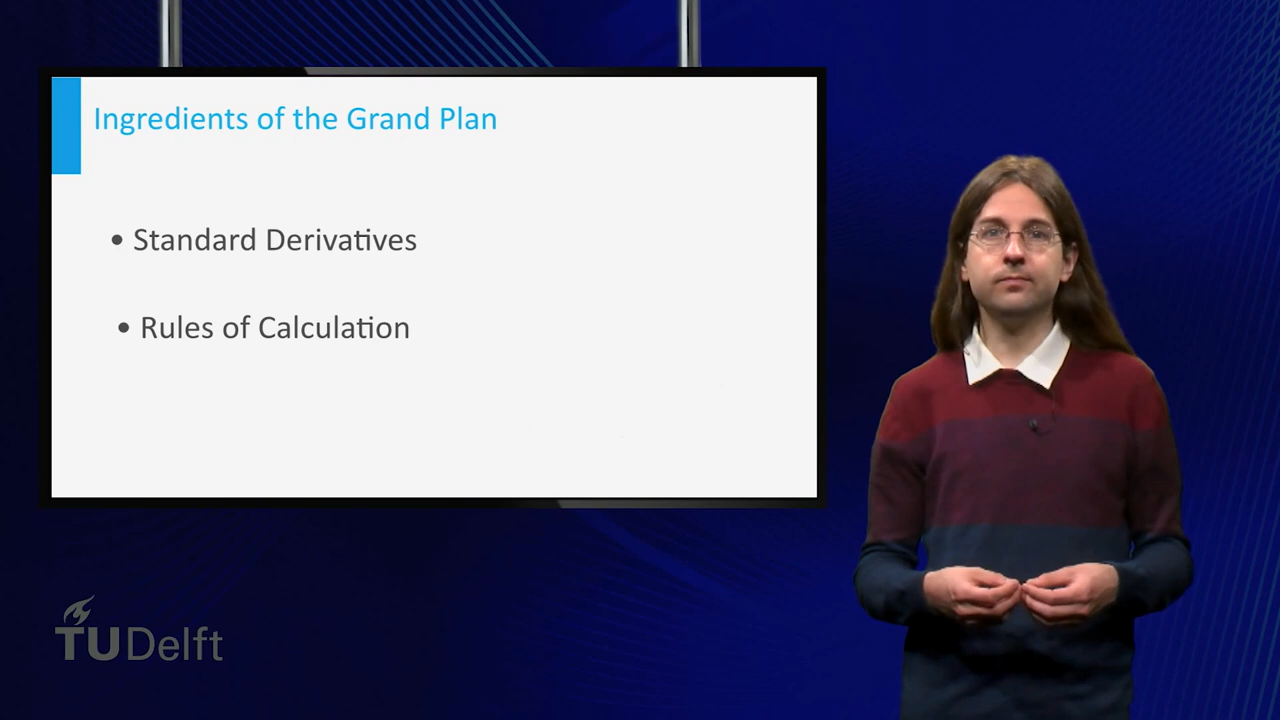 Ingredients of the Grand Plan
• Standard Derivatives
• Rules of Calculation
TUDelft